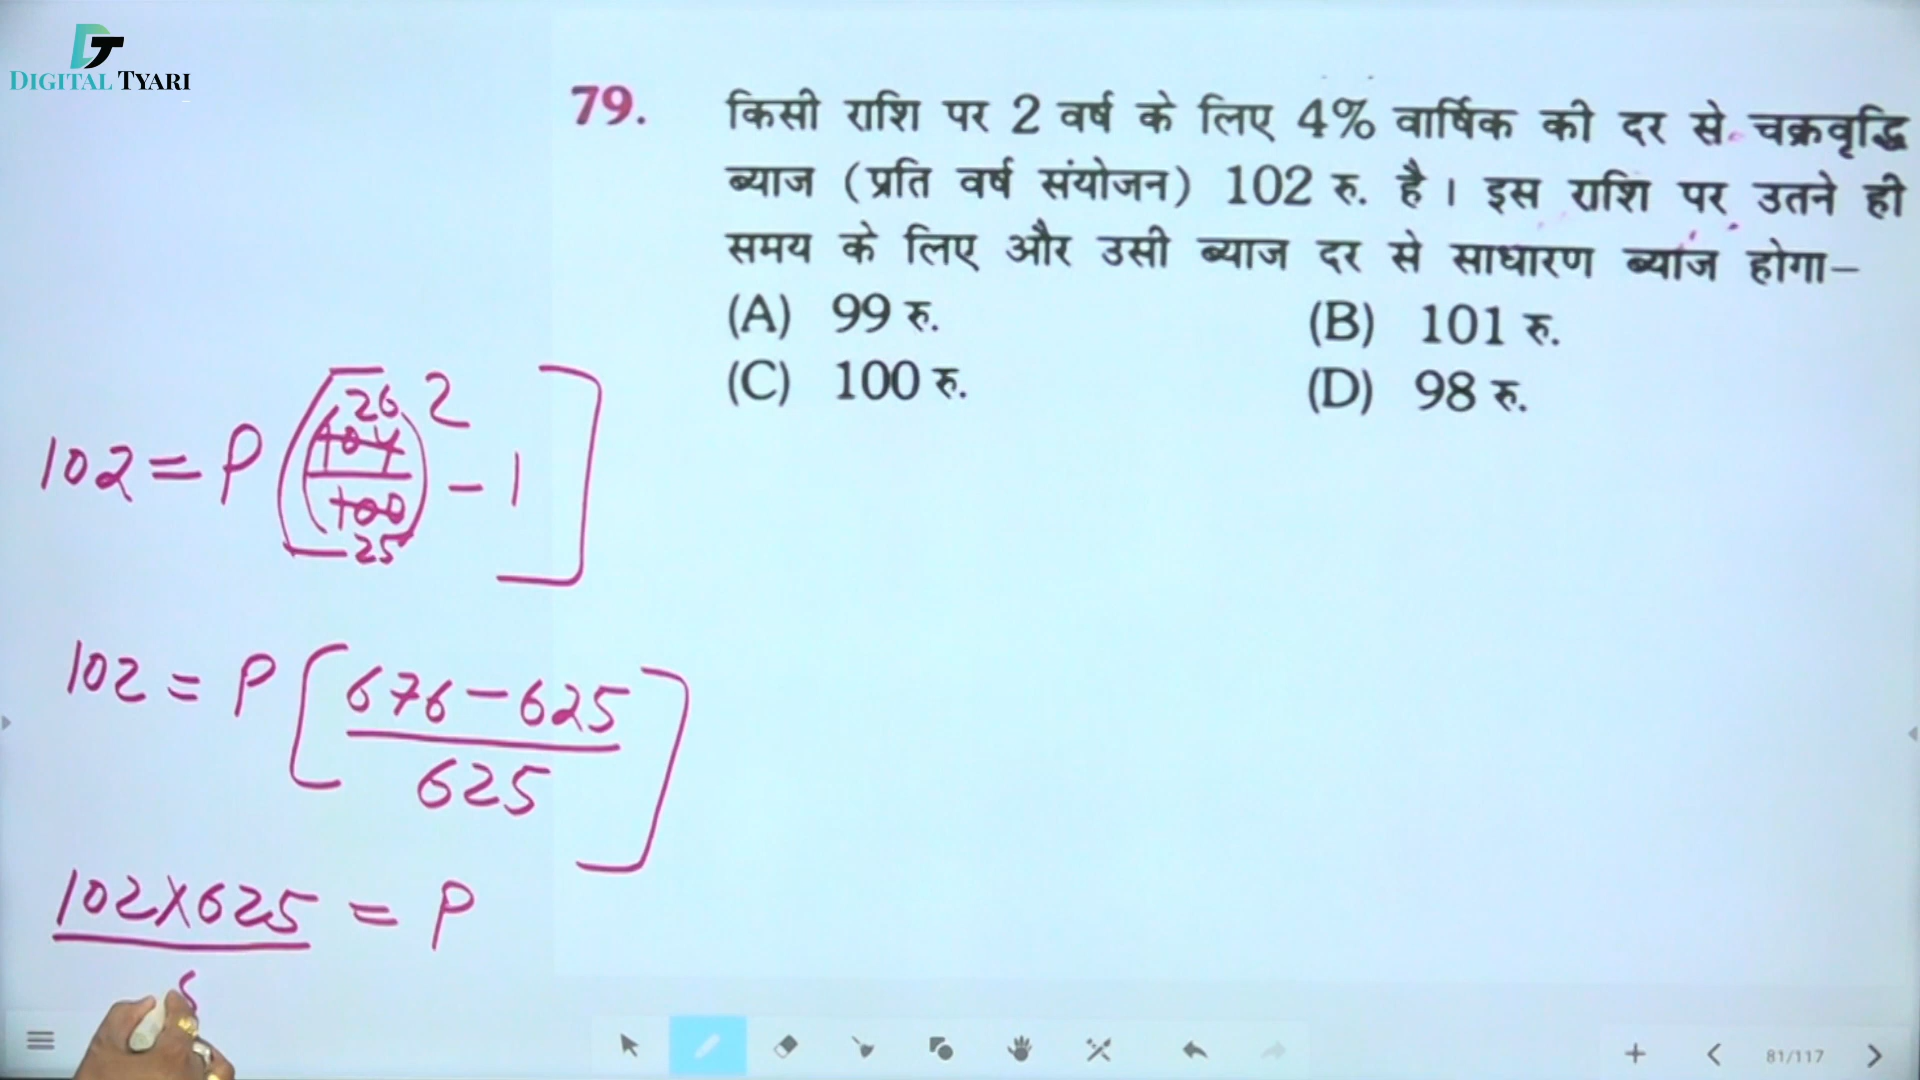 DIGITAL TYARI
79. किसी राशि पर 2 वर्ष के लिए 4% वार्षिक की दर से चक्रवृद्धि
ब्याज (प्रति वर्ष संयोजन) 102 रु. है। इस राशि पर उतने ही
समय के लिए और उसी ब्याज दर से साधारण ब्याज होगा–
(A) 99 रु. (B) 101 रु.
(C) 100 रु. (D) 98 रु.
26 2
102 = P [(104/100) - 1]
25
102 = P [676 - 625
625]
102 × 625 = P
81/117